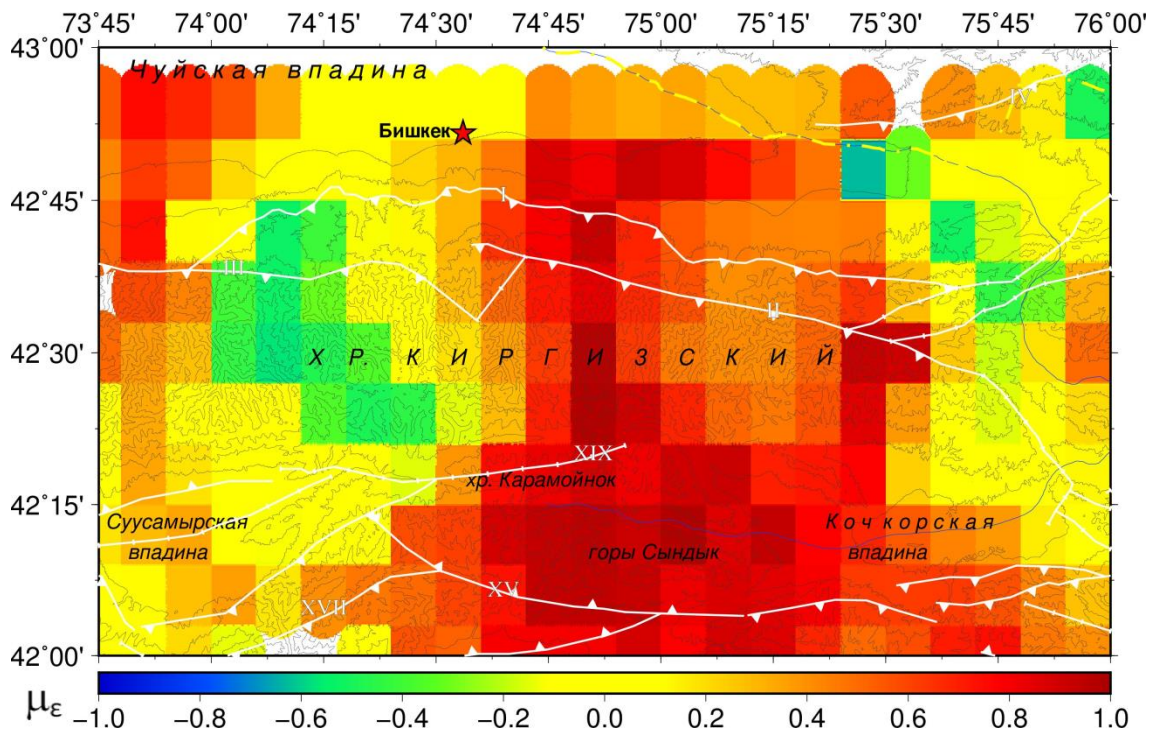 73°45' 74°00' 74°15' 74°30' 74°45' 75°00' 75°15' 75°30' 75°45' 76°00'
43°00'
Чуйская впадина
IV
Бишкек
42°45'
I
III
II
42°30'
ХР. КИРГИЗСКИЙ
XIX
хр. Карамойнок
42°15'
Суусамырская
впадина
Кочкорская
впадина
горы Сындык
XV
XVII
42°00'
με
−1.0 −0.8 −0.6 −0.4 −0.2 0.0 0.2 0.4 0.6 0.8 1.0